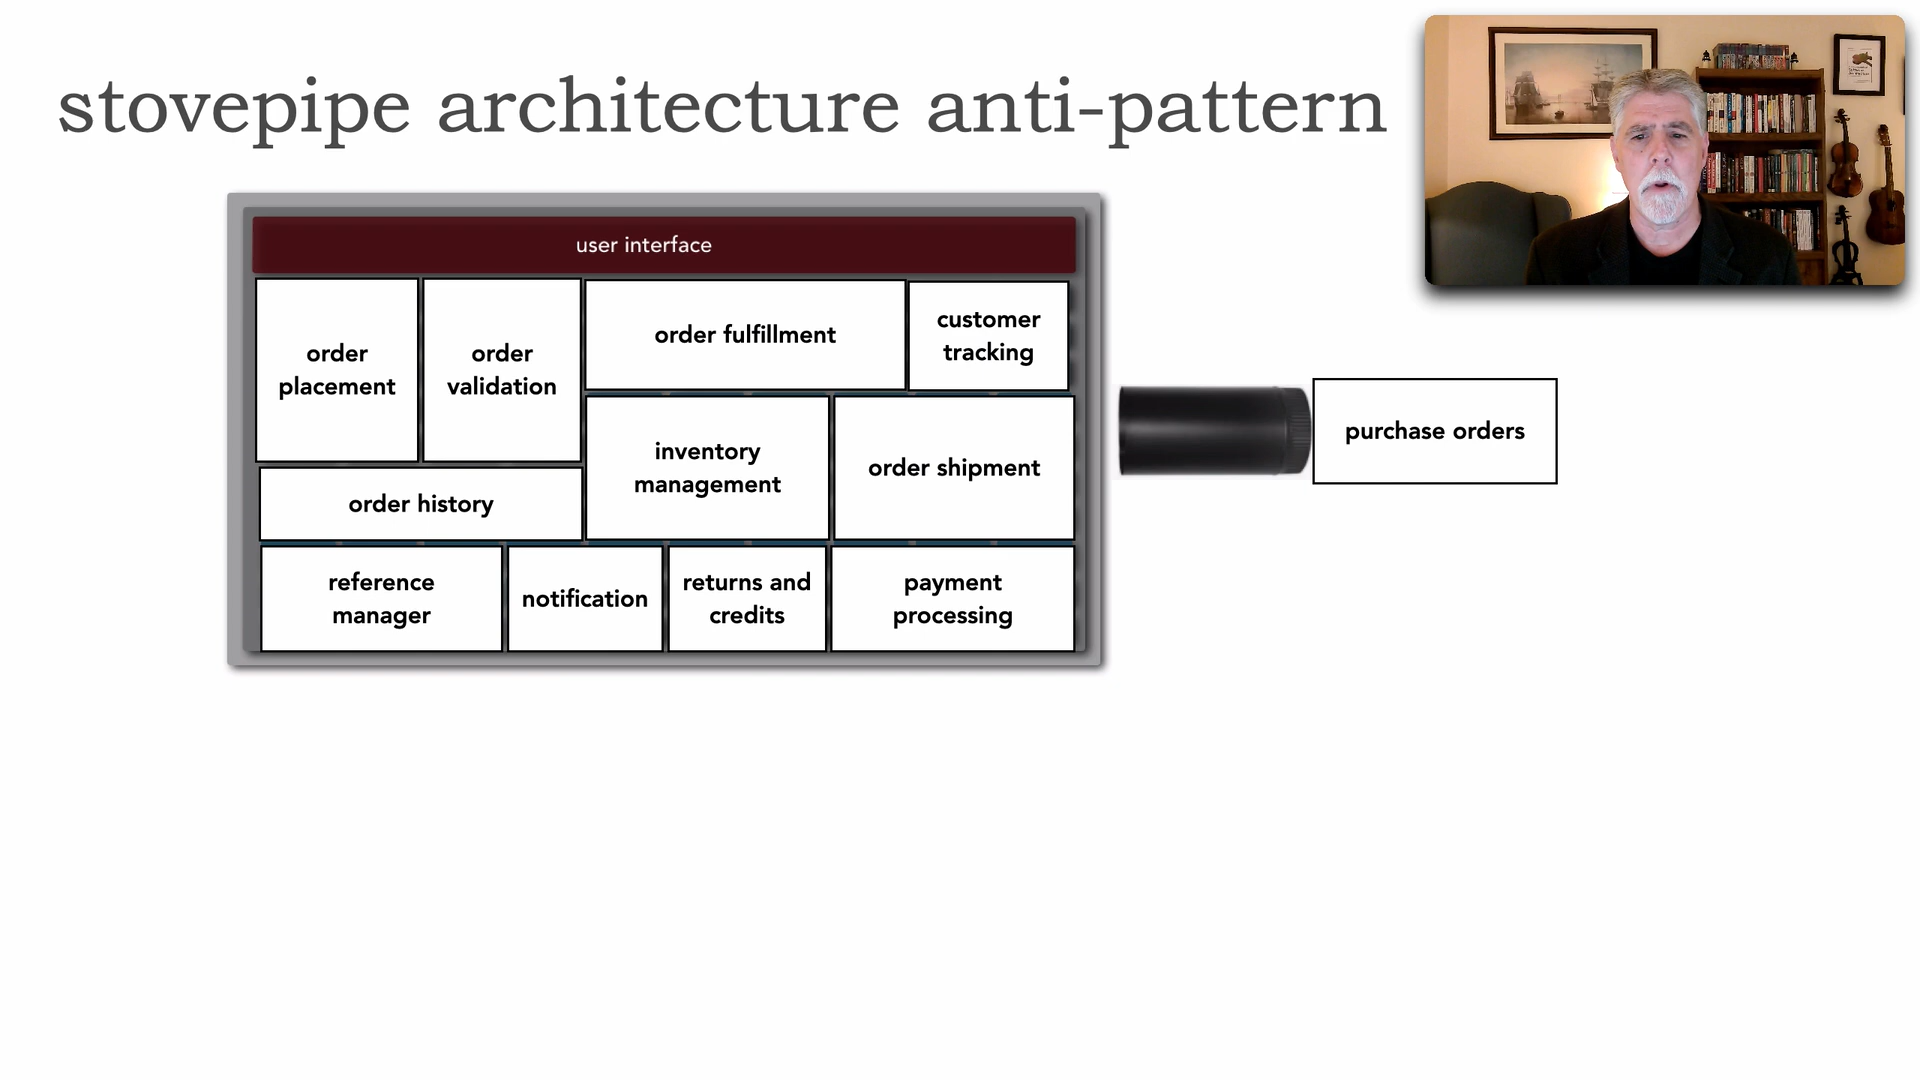 stovepipe architecture anti-pattern
user interface
order
placement
order
validation
order fulfillment
customer
tracking
inventory
management
order shipment
purchase orders
order history
reference
manager
notification
returns and
credits
payment
processing